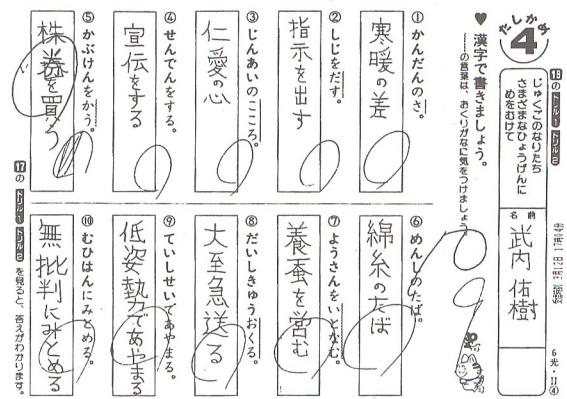 たしかめ
4
18の ドリル1 ドリル2
じゅくごのなりたち
さまざまなひょうげんに
めをむけて
名前
武内 佑樹
6光・11④
♥ 漢字で書きましょう。
の言葉は、おくりがなに気をつけましょう。
①かんだんのさ。
寒暖の差
②しじをだす。
指示を出す
③じんあいのこころ。
仁愛の心
④せんでんをする。
宣伝をする
⑤かぶけんをかう。
株券を買う
⑥めんしのたば。
綿糸のたば
⑦ようさんをいとなむ。
養蚕を営む
⑧だいしきゅうおくる。
大至急送る
⑨ていしせいであやまる。
低姿勢であやまる
⑩むひはんにみとめる。
無批判にみとめる
17の ドリル1 ドリル2 を見ると、答えがわかります。